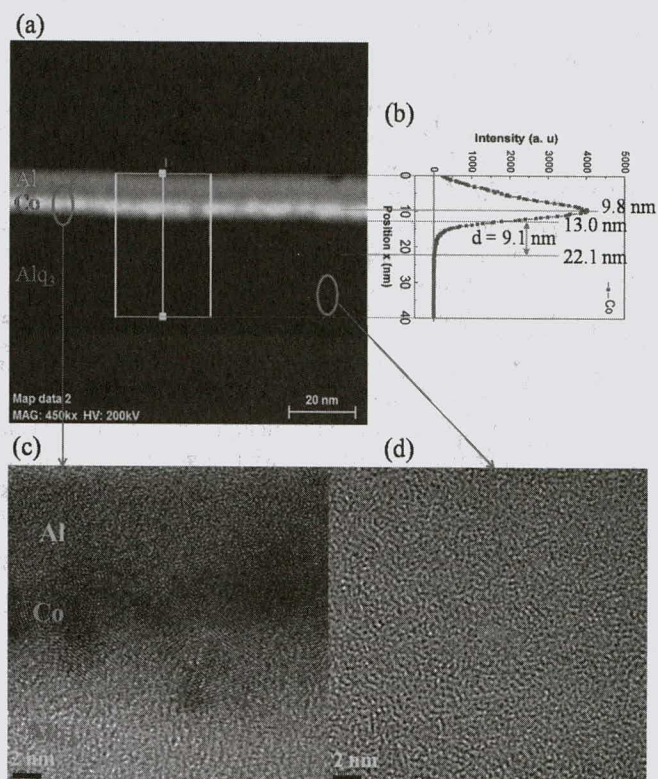 (a)
Al
Co
Alq3
Map data 2
MAG: 450kx HV: 200kV
20 nm
(b)
Intensity (a. u)
0 1000 2000 3000 4000 5000
Position x (nm)
0
10
20
30
40
9.8 nm
13.0 nm
d = 9.1 nm
22.1 nm
Co
(c)
Al
Co
2 nm
(d)
2 nm